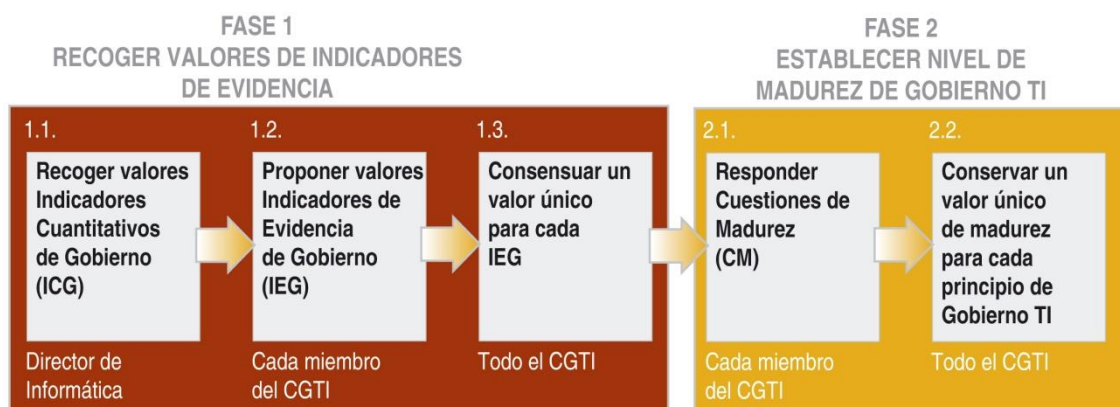 FASE 1
RECOGER VALORES DE INDICADORES
DE EVIDENCIA
1.1.
Recoger valores
Indicadores
Cuantitativos
de Gobierno
(ICG)
Director de
Informática
1.2.
Proponer valores
Indicadores de
Evidencia
de Gobierno
(IEG)
Cada miembro
del CGTI
1.3.
Consensuar un
valor único
para cada
IEG
Todo el CGTI
FASE 2
ESTABLECER NIVEL DE
MADUREZ DE GOBIERNO TI
2.1.
Responder
Cuestiones de
Madurez
(CM)
Cada miembro
del CGTI
2.2.
Conservar un
valor único
de madurez
para cada
principio de
Gobierno TI
Todo el CGTI